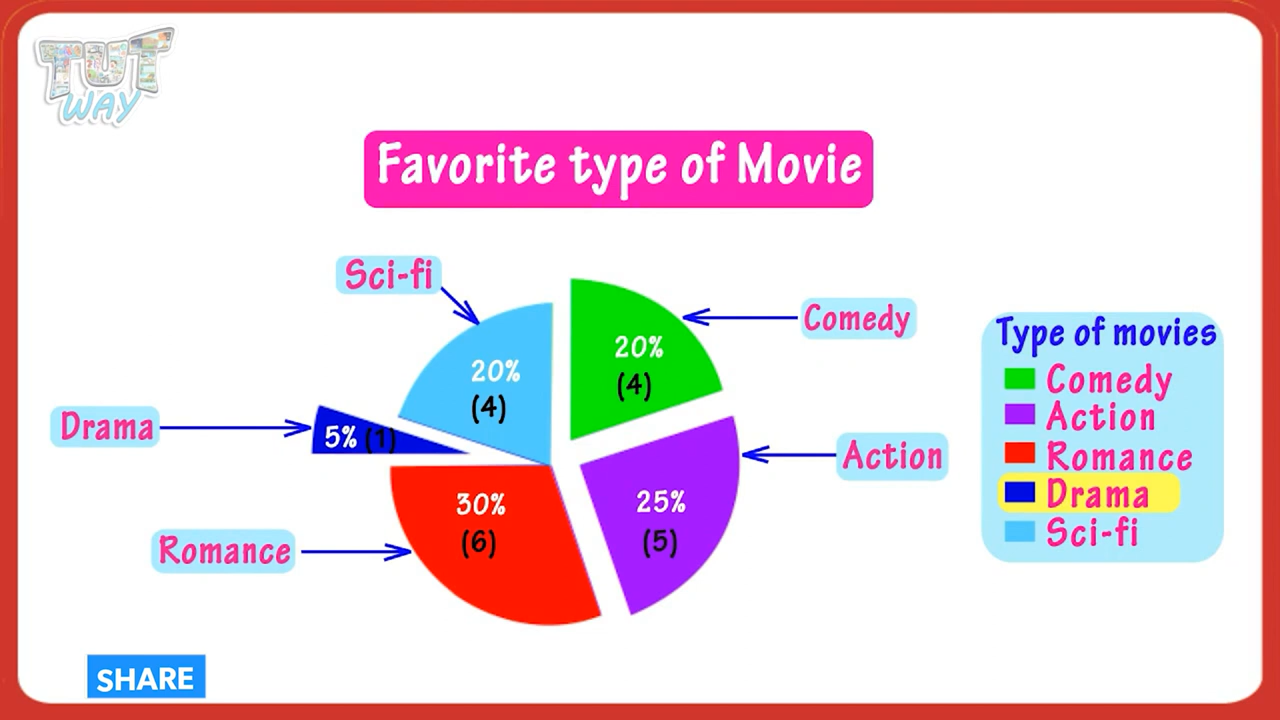 TUT
WAY
Favorite type of Movie
Sci-fi
Comedy
20%
(4)
20%
(4)
Type of movies
Comedy
Action
Romance
Drama
Sci-fi
Drama
5% (1)
Action
30%
(6)
25%
(5)
Romance
SHARE